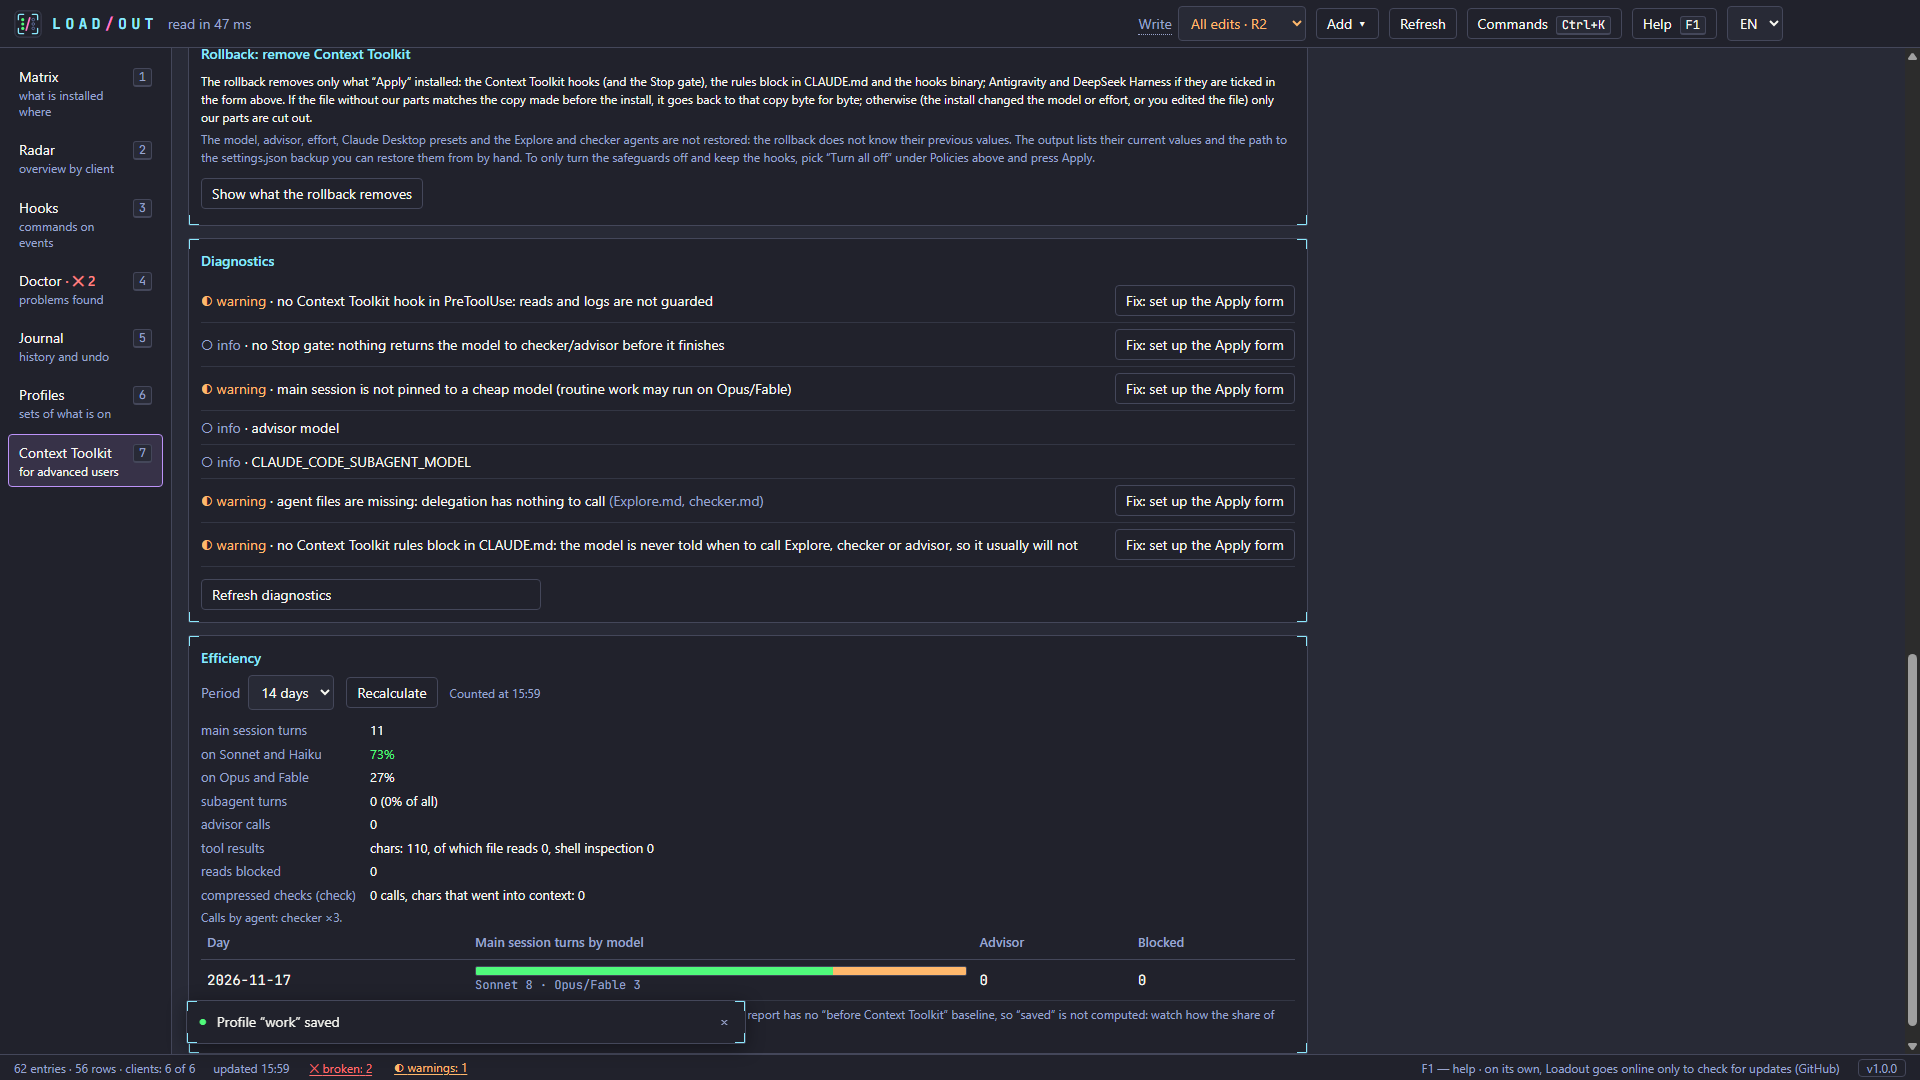 LOAD/OUT read in 47 ms Write All edits · R2 Add ▾ Refresh Commands Ctrl+K Help F1 EN
Matrix 1
what is installed
where
Radar 2
overview by client
Hooks 3
commands on
events
Doctor · ✕ 2 4
problems found
Journal 5
history and undo
Profiles 6
sets of what is on
Context Toolkit 7
for advanced users
Rollback: remove Context Toolkit
The rollback removes only what “Apply” installed: the Context Toolkit hooks (and the Stop gate), the rules block in CLAUDE.md and the hooks binary; Antigravity and DeepSeek Harness if they are ticked in
the form above. If the file without our parts matches the copy made before the install, it goes back to that copy byte for byte; otherwise (the install changed the model or effort, or you edited the file) only
our parts are cut out.
The model, advisor, effort, Claude Desktop presets and the Explore and checker agents are not restored: the rollback does not know their previous values. The output lists their current values and the path to
the settings.json backup you can restore them from by hand. To only turn the safeguards off and keep the hooks, pick “Turn all off” under Policies above and press Apply.
Show what the rollback removes
Diagnostics
warning · no Context Toolkit hook in PreToolUse: reads and logs are not guarded Fix: set up the Apply form
info · no Stop gate: nothing returns the model to checker/advisor before it finishes Fix: set up the Apply form
warning · main session is not pinned to a cheap model (routine work may run on Opus/Fable) Fix: set up the Apply form
info · advisor model
info · CLAUDE_CODE_SUBAGENT_MODEL
warning · agent files are missing: delegation has nothing to call (Explore.md, checker.md) Fix: set up the Apply form
warning · no Context Toolkit rules block in CLAUDE.md: the model is never told when to call Explore, checker or advisor, so it usually will not Fix: set up the Apply form
Refresh diagnostics
Efficiency
Period 14 days Recalculate Counted at 15:59
main session turns 11
on Sonnet and Haiku 73%
on Opus and Fable 27%
subagent turns 0 (0% of all)
advisor calls 0
tool results chars: 110, of which file reads 0, shell inspection 0
reads blocked 0
compressed checks (check) 0 calls, chars that went into context: 0
Calls by agent: checker ×3.
Day Main session turns by model Advisor Blocked
2026-11-17 Sonnet 8 · Opus/Fable 3 0 0
report has no “before Context Toolkit” baseline, so “saved” is not computed: watch how the share of
Profile “work” saved ×
62 entries · 56 rows · clients: 6 of 6 updated 15:59 ✕ broken: 2 warnings: 1 F1 — help · on its own, Loadout goes online only to check for updates (GitHub) v1.0.0